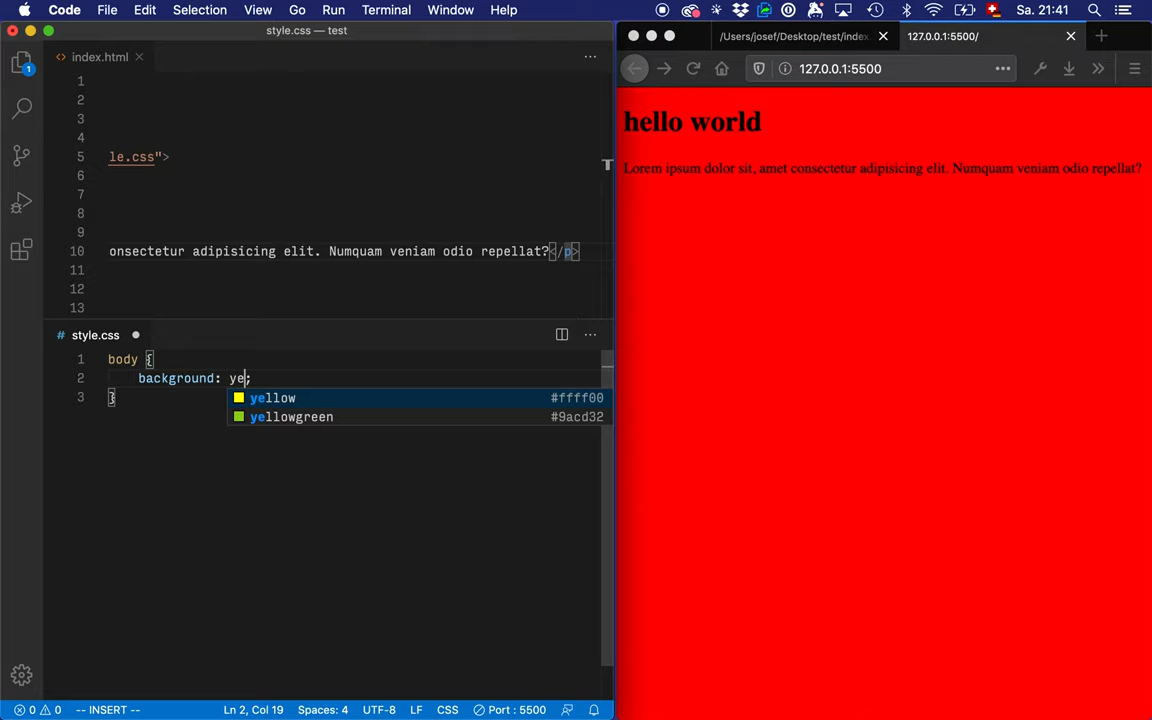 Code File Edit Selection View Go Run Terminal Window Help Sa. 21:41
style.css — test
index.html
1
2
3
4
5 le.css">
6
7
8
9
10 onsectetur adipisicing elit. Numquam veniam odio repellat?</p>
11
12
13
# style.css
1 body {
2 background: ye;
3 }
yellow #ffff00
yellowgreen #9acd32
1
0 0 -- INSERT -- Ln 2, Col 19 Spaces: 4 UTF-8 LF CSS Port : 5500
/Users/josef/Desktop/test/index.
127.0.0.1:5500/
127.0.0.1:5500
hello world
Lorem ipsum dolor sit, amet consectetur adipisicing elit. Numquam veniam odio repellat?